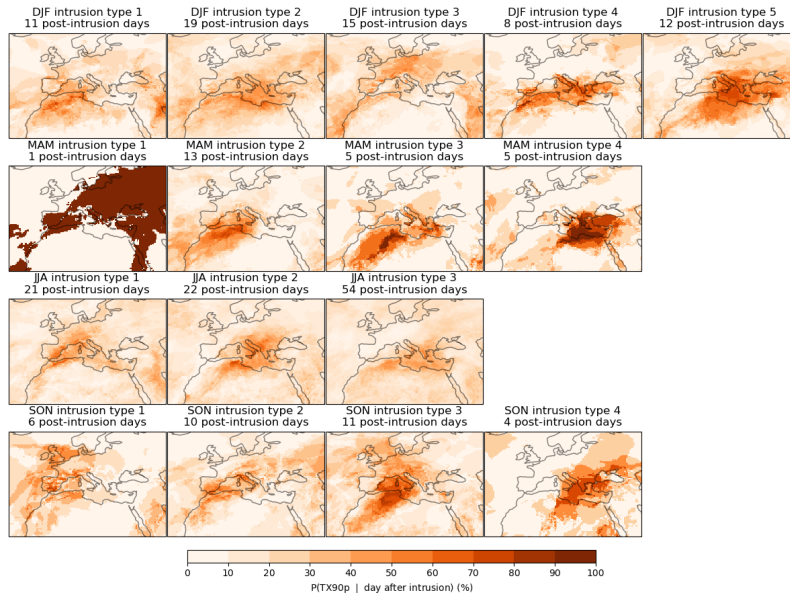 DJF intrusion type 1
11 post-intrusion days
DJF intrusion type 2
19 post-intrusion days
DJF intrusion type 3
15 post-intrusion days
DJF intrusion type 4
8 post-intrusion days
DJF intrusion type 5
12 post-intrusion days
MAM intrusion type 1
1 post-intrusion days
MAM intrusion type 2
13 post-intrusion days
MAM intrusion type 3
5 post-intrusion days
MAM intrusion type 4
5 post-intrusion days
JJA intrusion type 1
21 post-intrusion days
JJA intrusion type 2
22 post-intrusion days
JJA intrusion type 3
54 post-intrusion days
SON intrusion type 1
6 post-intrusion days
SON intrusion type 2
10 post-intrusion days
SON intrusion type 3
11 post-intrusion days
SON intrusion type 4
4 post-intrusion days
0 10 20 30 40 50 60 70 80 90 100
P(TX90p | day after intrusion) (%)